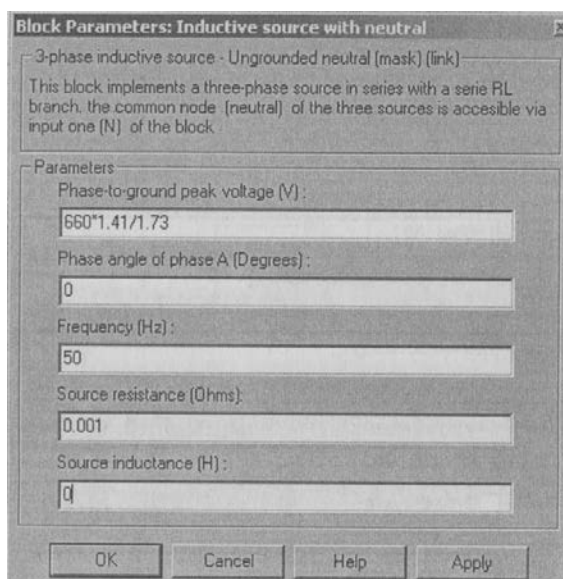 Block Parameters: Inductive source with neutral
3-phase inductive source - Ungrounded neutral (mask) (link)
This block implements a three-phase source in series with a serie RL
branch. the common node (neutral) of the three sources is accesible via
input one (N) of the block
Parameters
Phase-to-ground peak voltage (V) :
660*1.41/1.73
Phase angle of phase A (Degrees) :
0
Frequency (Hz) :
50
Source resistance (Ohms):
0.001
Source inductance (H) :
0
OK
Cancel
Help
Apply